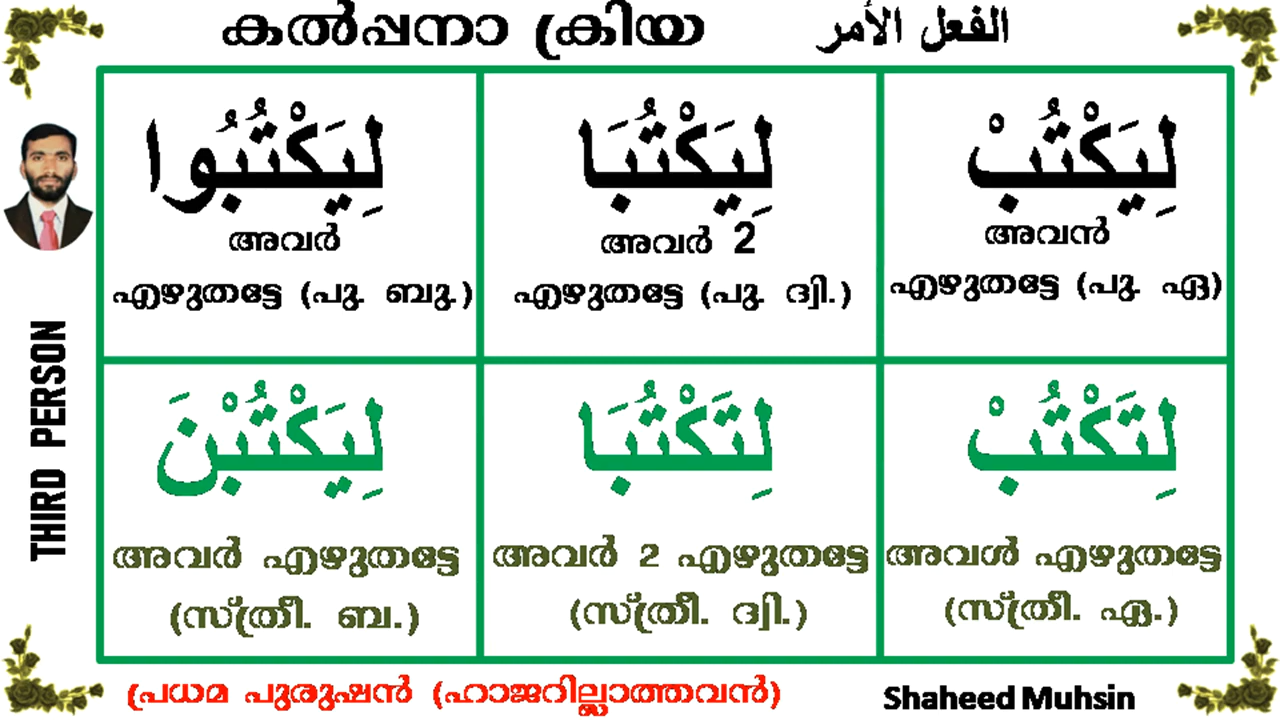 കൽപ്പനാ ക്രിയ الفعل الأمر
لِيَكْتُبْ
അവൻ
എഴുതട്ടേ (പു. ഏ)
لِيَكْتُبَا
അവർ 2
എഴുതട്ടേ (പു. ദ്വി.)
لِيَكْتُبُوا
അവർ
എഴുതട്ടേ (പു. ബു.)
لِتَكْتُبْ
അവൾ എഴുതട്ടേ
(സ്ത്രീ. ഏ.)
لِتَكْتُبَا
അവർ 2 എഴുതട്ടേ
(സ്ത്രീ. ദ്വി.)
لِيَكْتُبْنَ
അവർ എഴുതട്ടേ
(സ്ത്രീ. ബ.)
THIRD PERSON
പ്രധമ പുരുഷൻ (ഹാജറില്ലാത്തവൻ)
Shaheed Muhsin